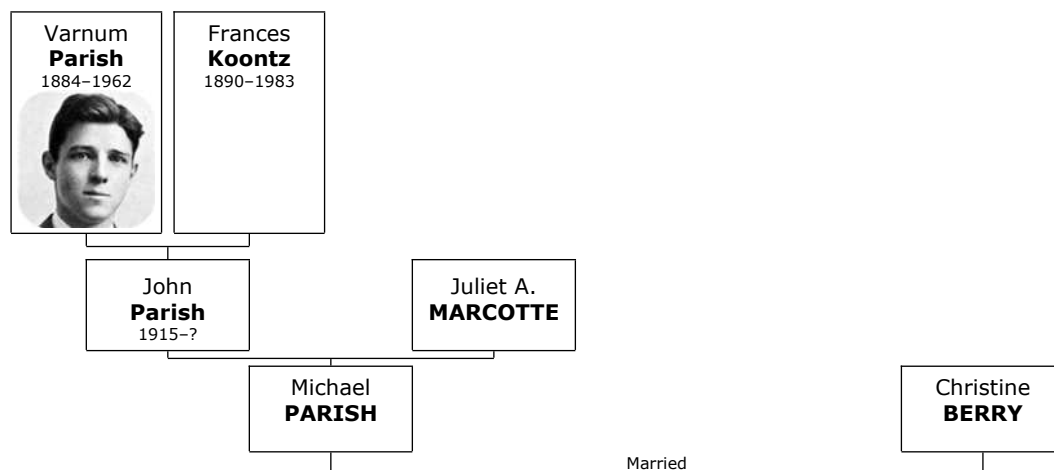 Varnum
Parish
1884–1962
Frances
Koontz
1890–1983
John
Parish
1915–?
Juliet A.
MARCOTTE
Michael
PARISH
Christine
BERRY
Married